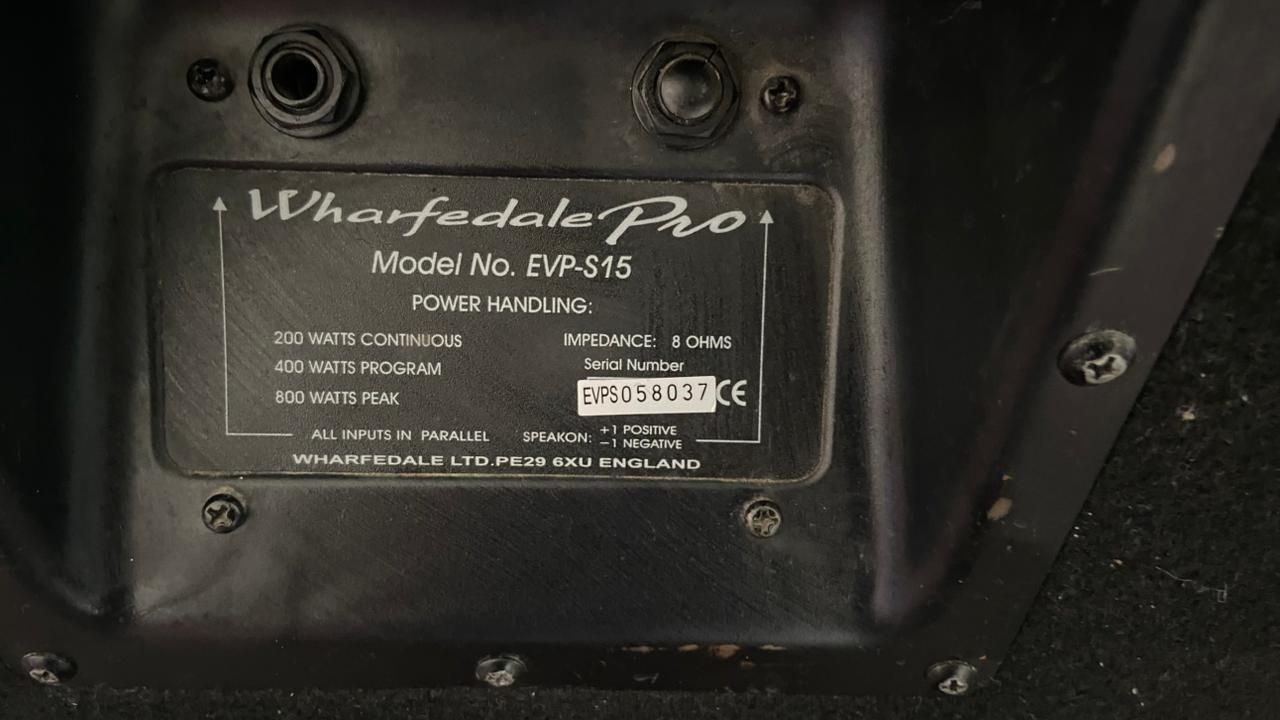 Wharfedale Pro
Model No. EVP-S15
POWER HANDLING:
200 WATTS CONTINUOUS
IMPEDANCE: 8 OHMS
400 WATTS PROGRAM
Serial Number
800 WATTS PEAK
EVPS058037 CE
ALL INPUTS IN PARALLEL
SPEAKON: +1 POSITIVE
−1 NEGATIVE
WHARFEDALE LTD.PE29 6XU ENGLAND